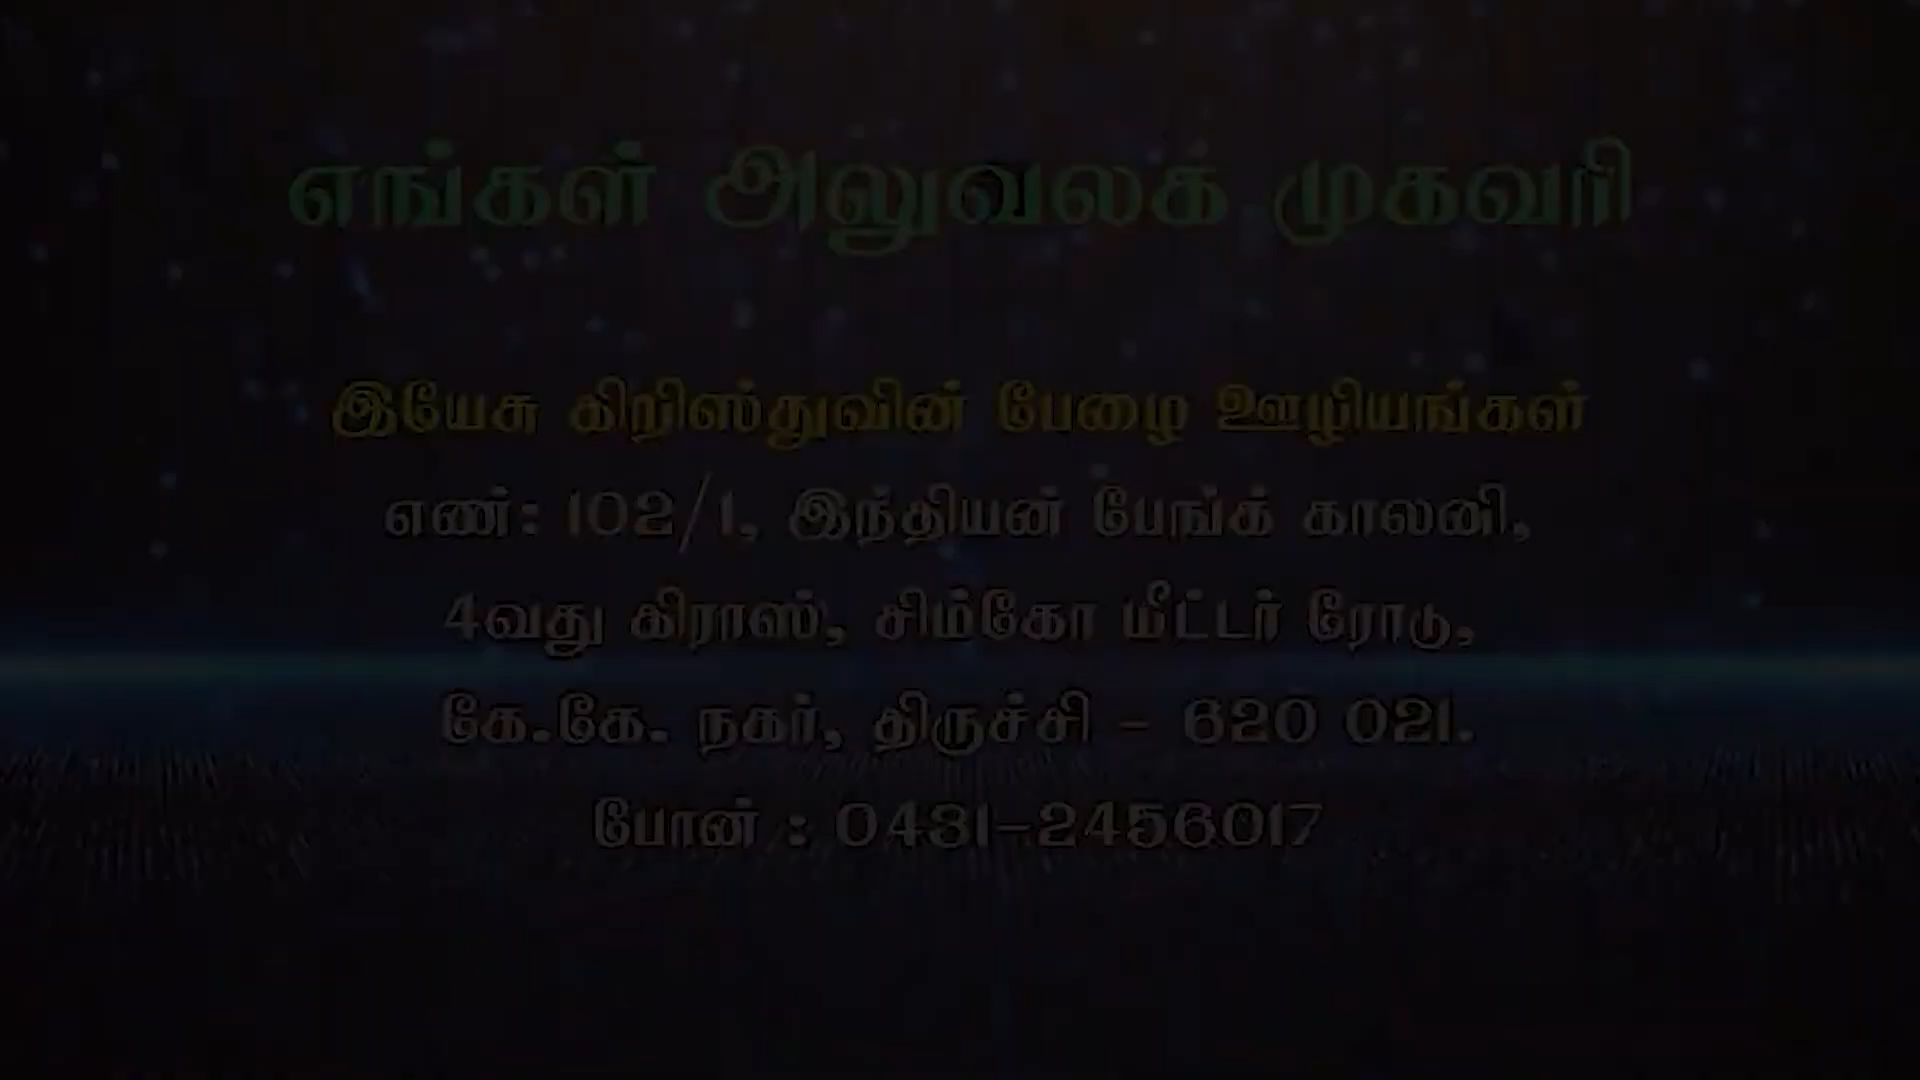 எங்கள் அலுவலக முகவரி
இயேசு கிறிஸ்துவின் பேழை ஊழியங்கள்
எண்: 102/1, இந்தியன் பேங்க் காலனி,
4வது கிராஸ், சிம்கோ மீட்டர் ரோடு,
கே.கே. நகர், திருச்சி - 620 021.
போன் : 0431-2456017